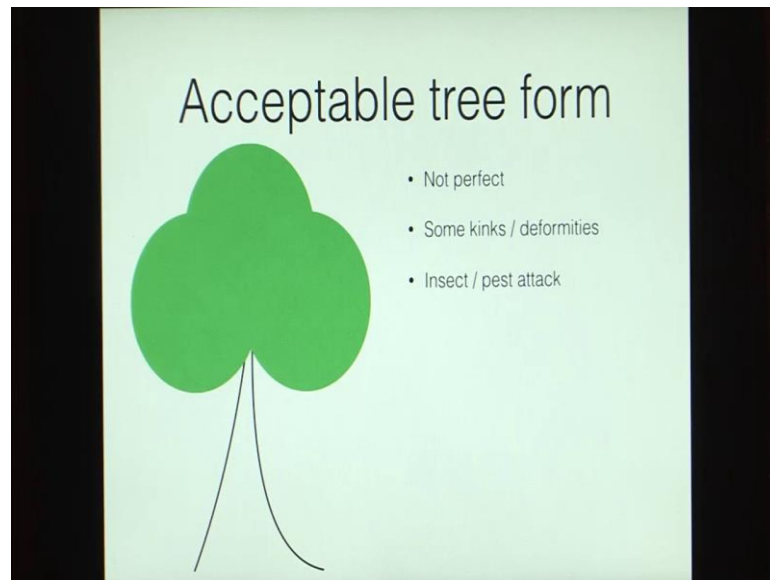 Acceptable tree form
• Not perfect
• Some kinks / deformities
• Insect / pest attack